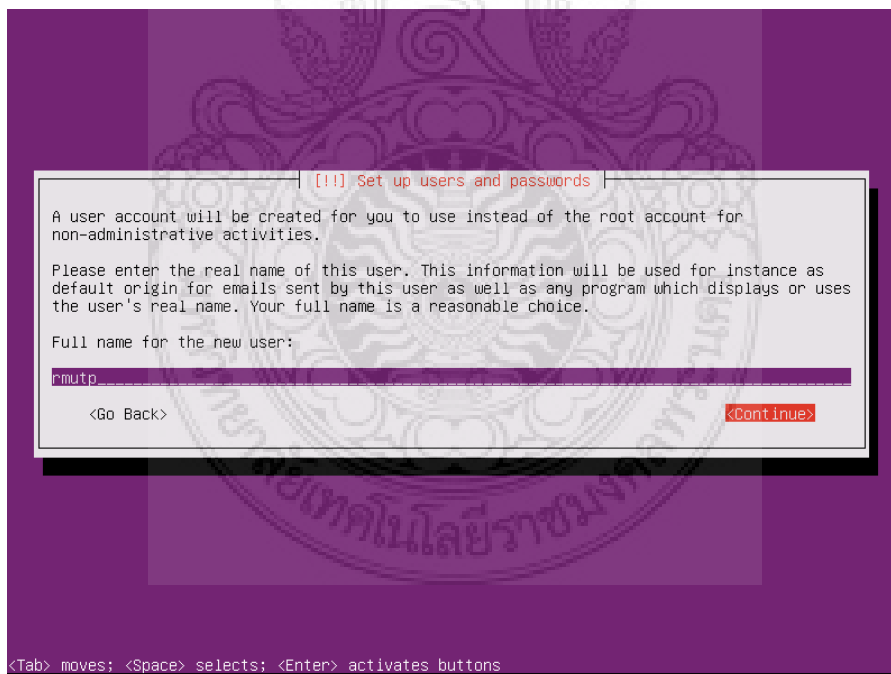 [!!] Set up users and passwords
A user account will be created for you to use instead of the root account for
non-administrative activities.
Please enter the real name of this user. This information will be used for instance as
default origin for emails sent by this user as well as any program which displays or uses
the user's real name. Your full name is a reasonable choice.
Full name for the new user:
rmutp
<Go Back> <Continue>
<Tab> moves; <Space> selects; <Enter> activates buttons